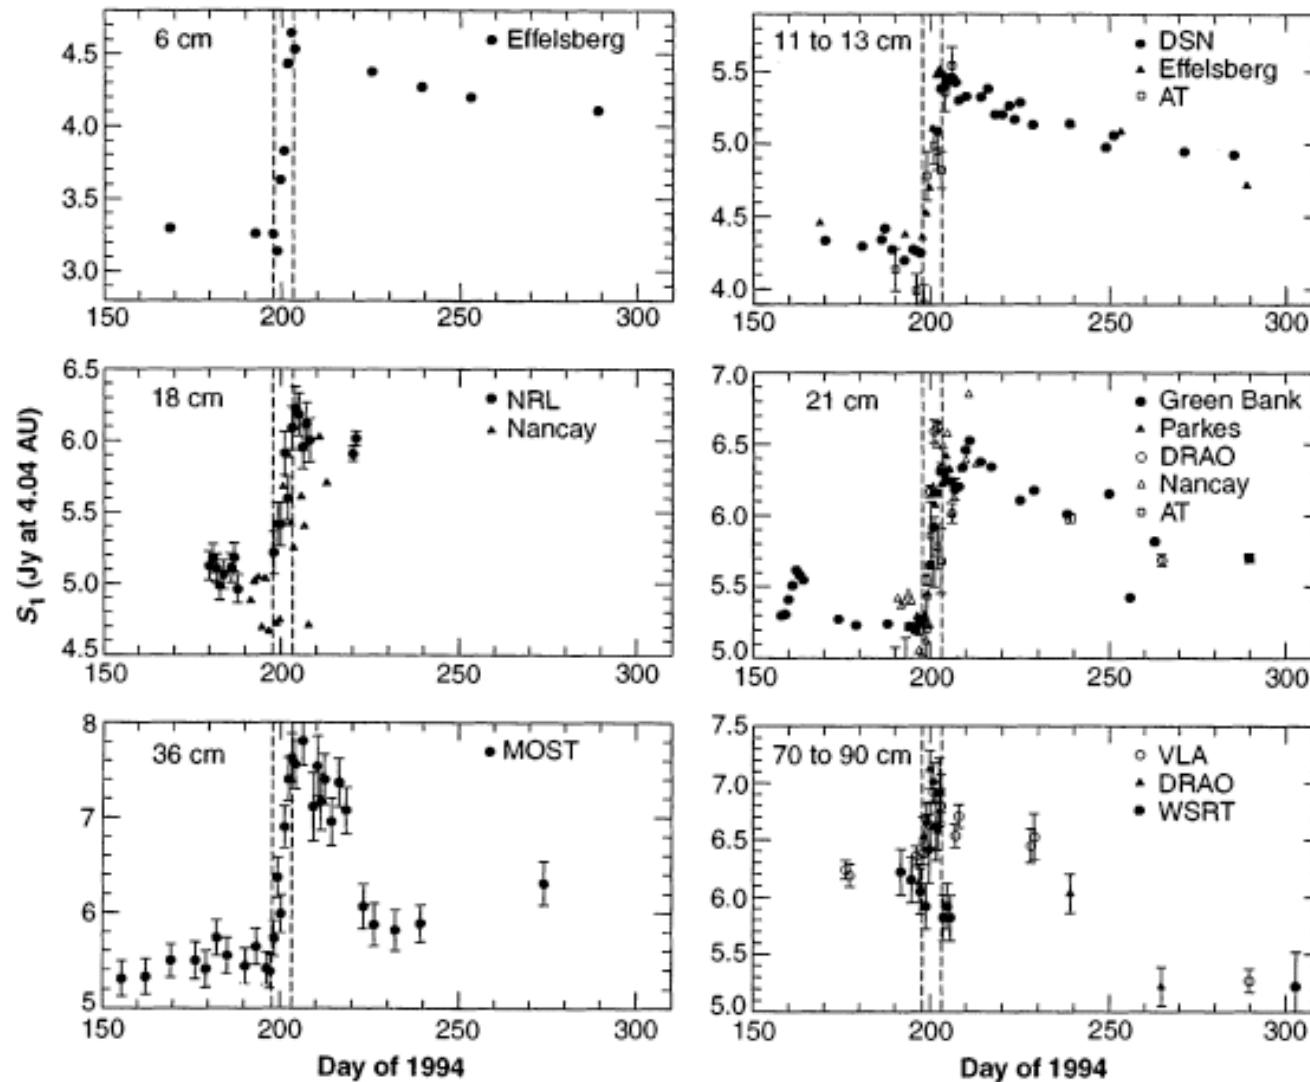 6 cm
● Effelsberg
4.5
4.0
3.5
3.0
150 200 250 300
11 to 13 cm
● DSN
▲ Effelsberg
□ AT
5.5
5.0
4.5
4.0
150 200 250 300
18 cm
● NRL
▲ Nancay
6.5
6.0
5.5
5.0
4.5
150 200 250 300
21 cm
● Green Bank
▲ Parkes
○ DRAO
△ Nancay
□ AT
7.0
6.5
6.0
5.5
5.0
150 200 250 300
S₁ (Jy at 4.04 AU)
36 cm
● MOST
8
7
6
5
150 200 250 300
Day of 1994
70 to 90 cm
○ VLA
▲ DRAO
● WSRT
7.5
7.0
6.5
6.0
5.5
5.0
150 200 250 300
Day of 1994